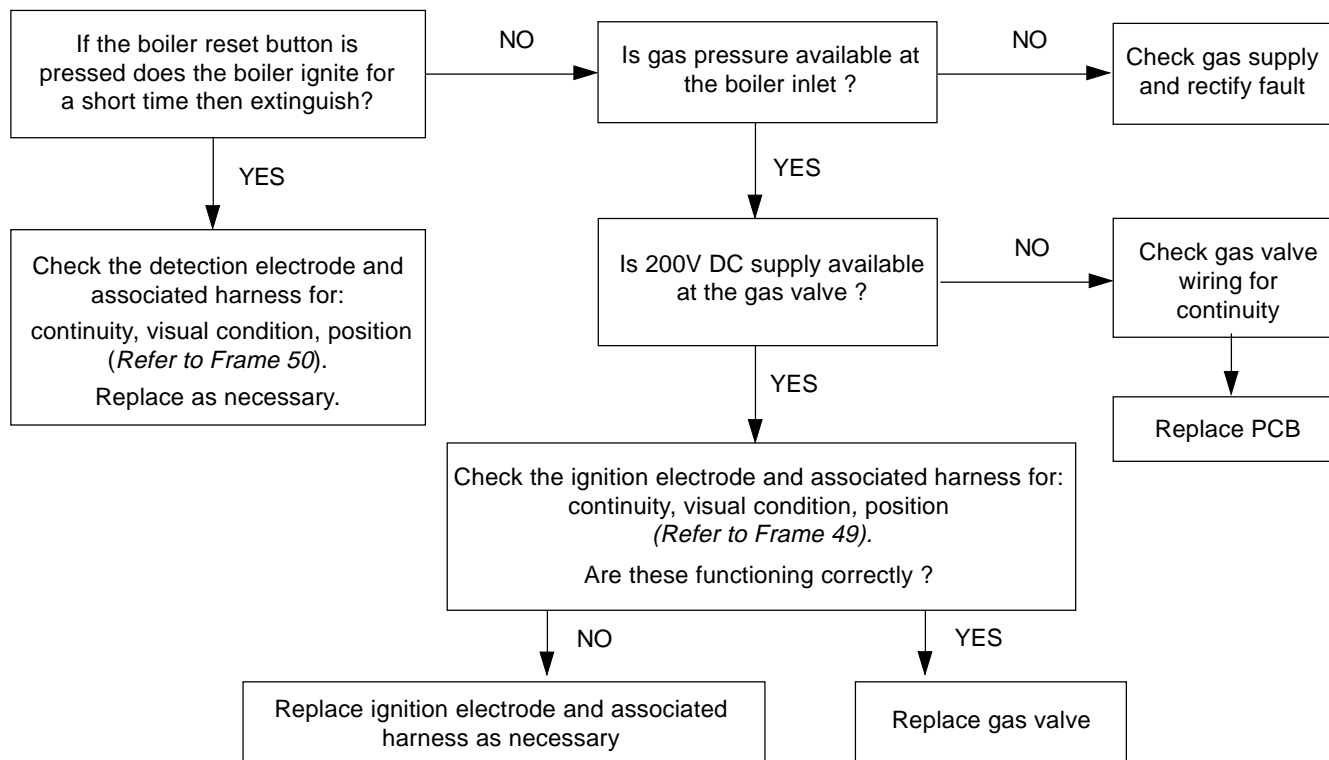 If the boiler reset button is
pressed does the boiler ignite for
a short time then extinguish?
NO
Is gas pressure available at
the boiler inlet ?
NO
Check gas supply
and rectify fault
YES
YES
Check the detection electrode and
associated harness for:
continuity, visual condition, position
(Refer to Frame 50).
Replace as necessary.
Is 200V DC supply available
at the gas valve ?
NO
Check gas valve
wiring for
continuity
YES
Replace PCB
Check the ignition electrode and associated harness for:
continuity, visual condition, position
(Refer to Frame 49).
Are these functioning correctly ?
NO
YES
Replace ignition electrode and associated
harness as necessary
Replace gas valve